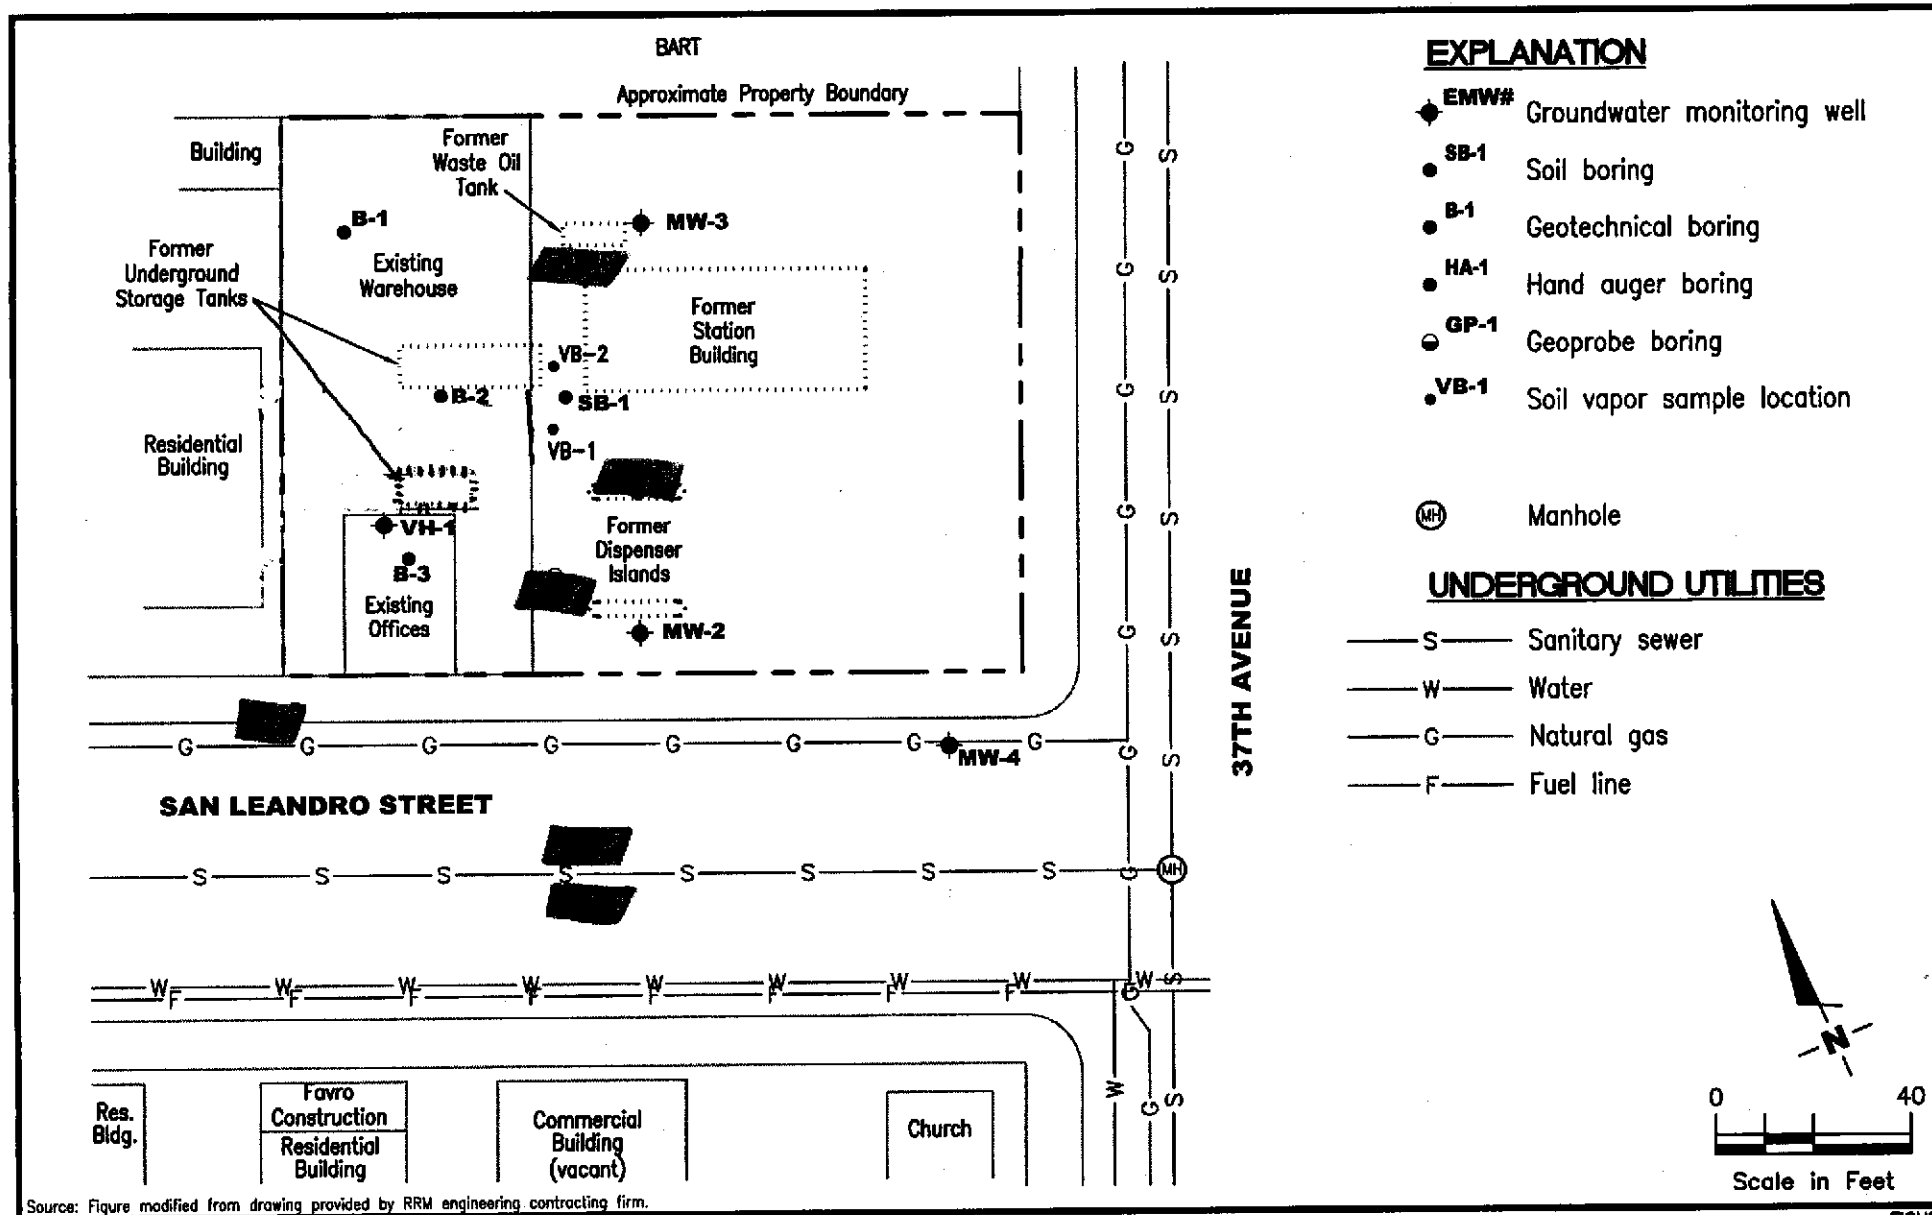 BART
Approximate Property Boundary
Building
Former
Waste Oil
Tank
B-1
MW-3
Former
Underground
Storage Tanks
Existing
Warehouse
Former
Station
Building
VB-2
B-2
SB-1
VB-1
Residential
Building
VH-1
B-3
Existing
Offices
Former
Dispenser
Islands
MW-2
G G G G G G G G
MW-4
SAN LEANDRO STREET
37TH AVENUE
S S S S S S S S
MH
W W W W W W W W W
F F F F F F F F
G G G G G G G G
S S S S S S S S
W
G
S
Res.
Bldg.
Favro
Construction
Residential
Building
Commercial
Building
(vacant)
Church
Source: Figure modified from drawing provided by RRM engineering contracting firm.
EXPLANATION
EMW# Groundwater monitoring well
SB-1 Soil boring
B-1 Geotechnical boring
HA-1 Hand auger boring
GP-1 Geoprobe boring
VB-1 Soil vapor sample location
MH Manhole
UNDERGROUND UTILITIES
S Sanitary sewer
W Water
G Natural gas
F Fuel line
N
0 40
Scale in Feet